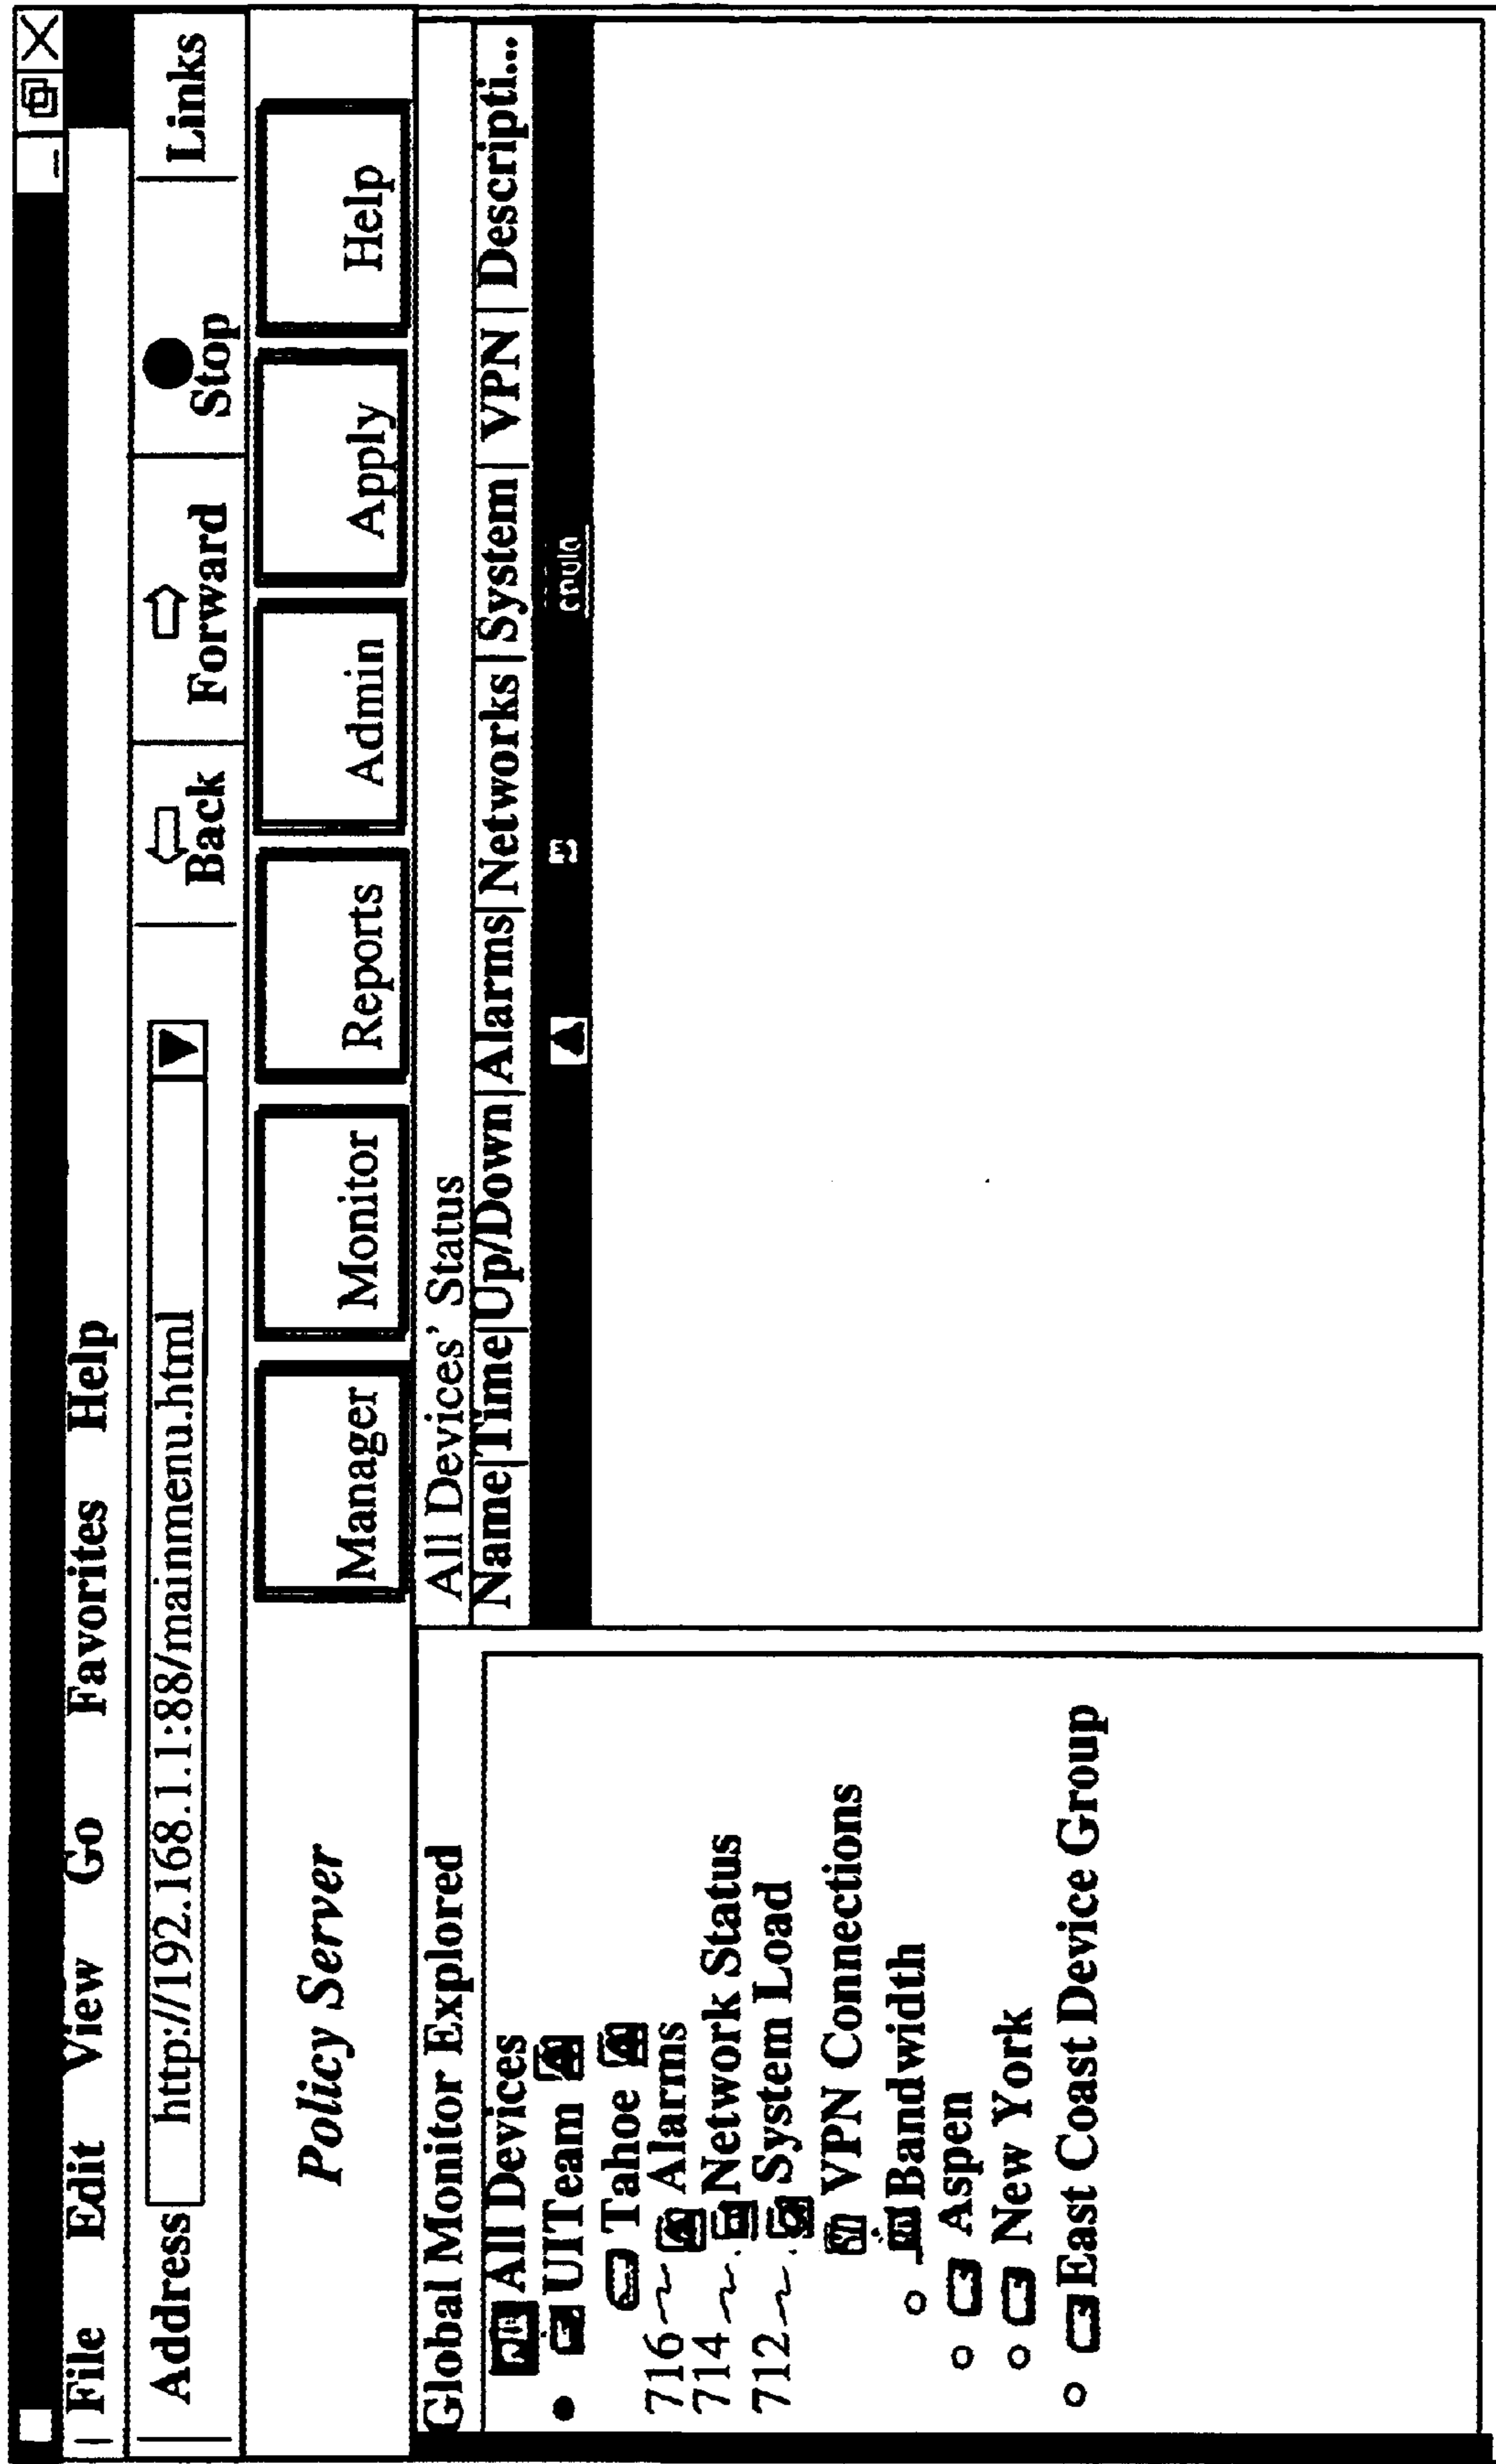 File Edit View Go Favorites Help
Address http://192.168.1.1:88/mainmenu.html Back Forward Stop Links
Policy Server Manager Monitor Reports Admin Apply Help
Global Monitor Explored
All Devices' Status
Name Time Up/Down Alarms Networks System VPN Descripti...
All Devices
UITeam
Tahoe
716 Alarms
714 Network Status
712 System Load
VPN Connections
Bandwidth
Aspen
New York
East Coast Device Group